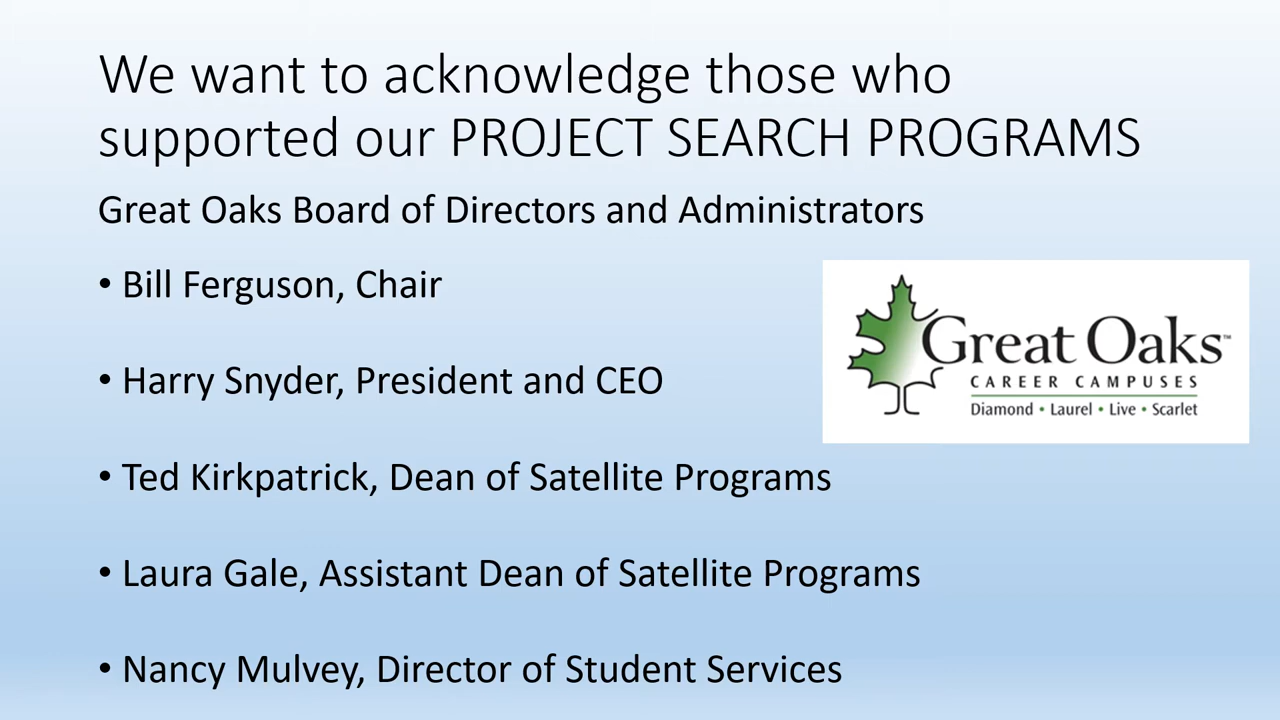 We want to acknowledge those who
supported our PROJECT SEARCH PROGRAMS
Great Oaks Board of Directors and Administrators
• Bill Ferguson, Chair
• Harry Snyder, President and CEO
• Ted Kirkpatrick, Dean of Satellite Programs
• Laura Gale, Assistant Dean of Satellite Programs
• Nancy Mulvey, Director of Student Services
Great Oaks™
CAREER CAMPUSES
Diamond • Laurel • Live • Scarlet